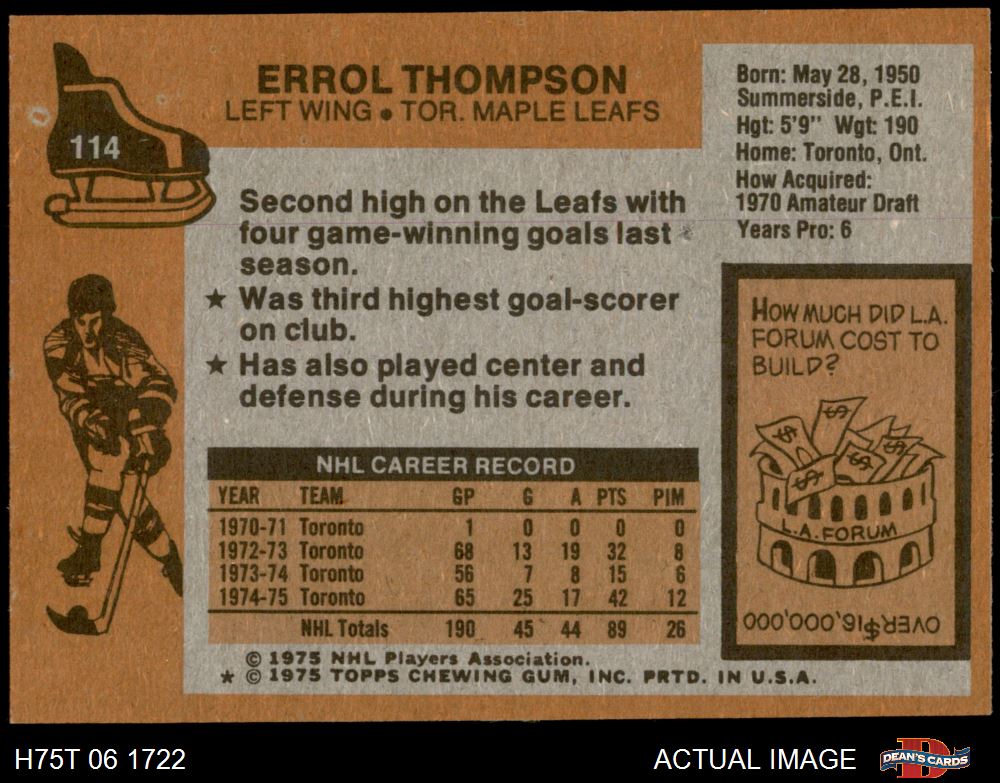 114
ERROL THOMPSON
LEFT WING • TOR. MAPLE LEAFS
Born: May 28, 1950
Summerside, P.E.I.
Hgt: 5'9" Wgt: 190
Home: Toronto, Ont.
How Acquired:
1970 Amateur Draft
Years Pro: 6
Second high on the Leafs with
four game-winning goals last
season.
★ Was third highest goal-scorer
on club.
★ Has also played center and
defense during his career.
NHL CAREER RECORD
YEAR TEAM GP G A PTS PIM
1970-71 Toronto 1 0 0 0 0
1972-73 Toronto 68 13 19 32 8
1973-74 Toronto 56 7 8 15 6
1974-75 Toronto 65 25 17 42 12
NHL Totals 190 45 44 89 26
© 1975 NHL Players Association.
★ © 1975 TOPPS CHEWING GUM, INC. PRTD. IN U.S.A.
HOW MUCH DID L.A.
FORUM COST TO
BUILD?
$ $ $ $ $
L.A. FORUM
OVER $16,000,000
H75T 06 1722
ACTUAL IMAGE
D
DEAN'S CARDS